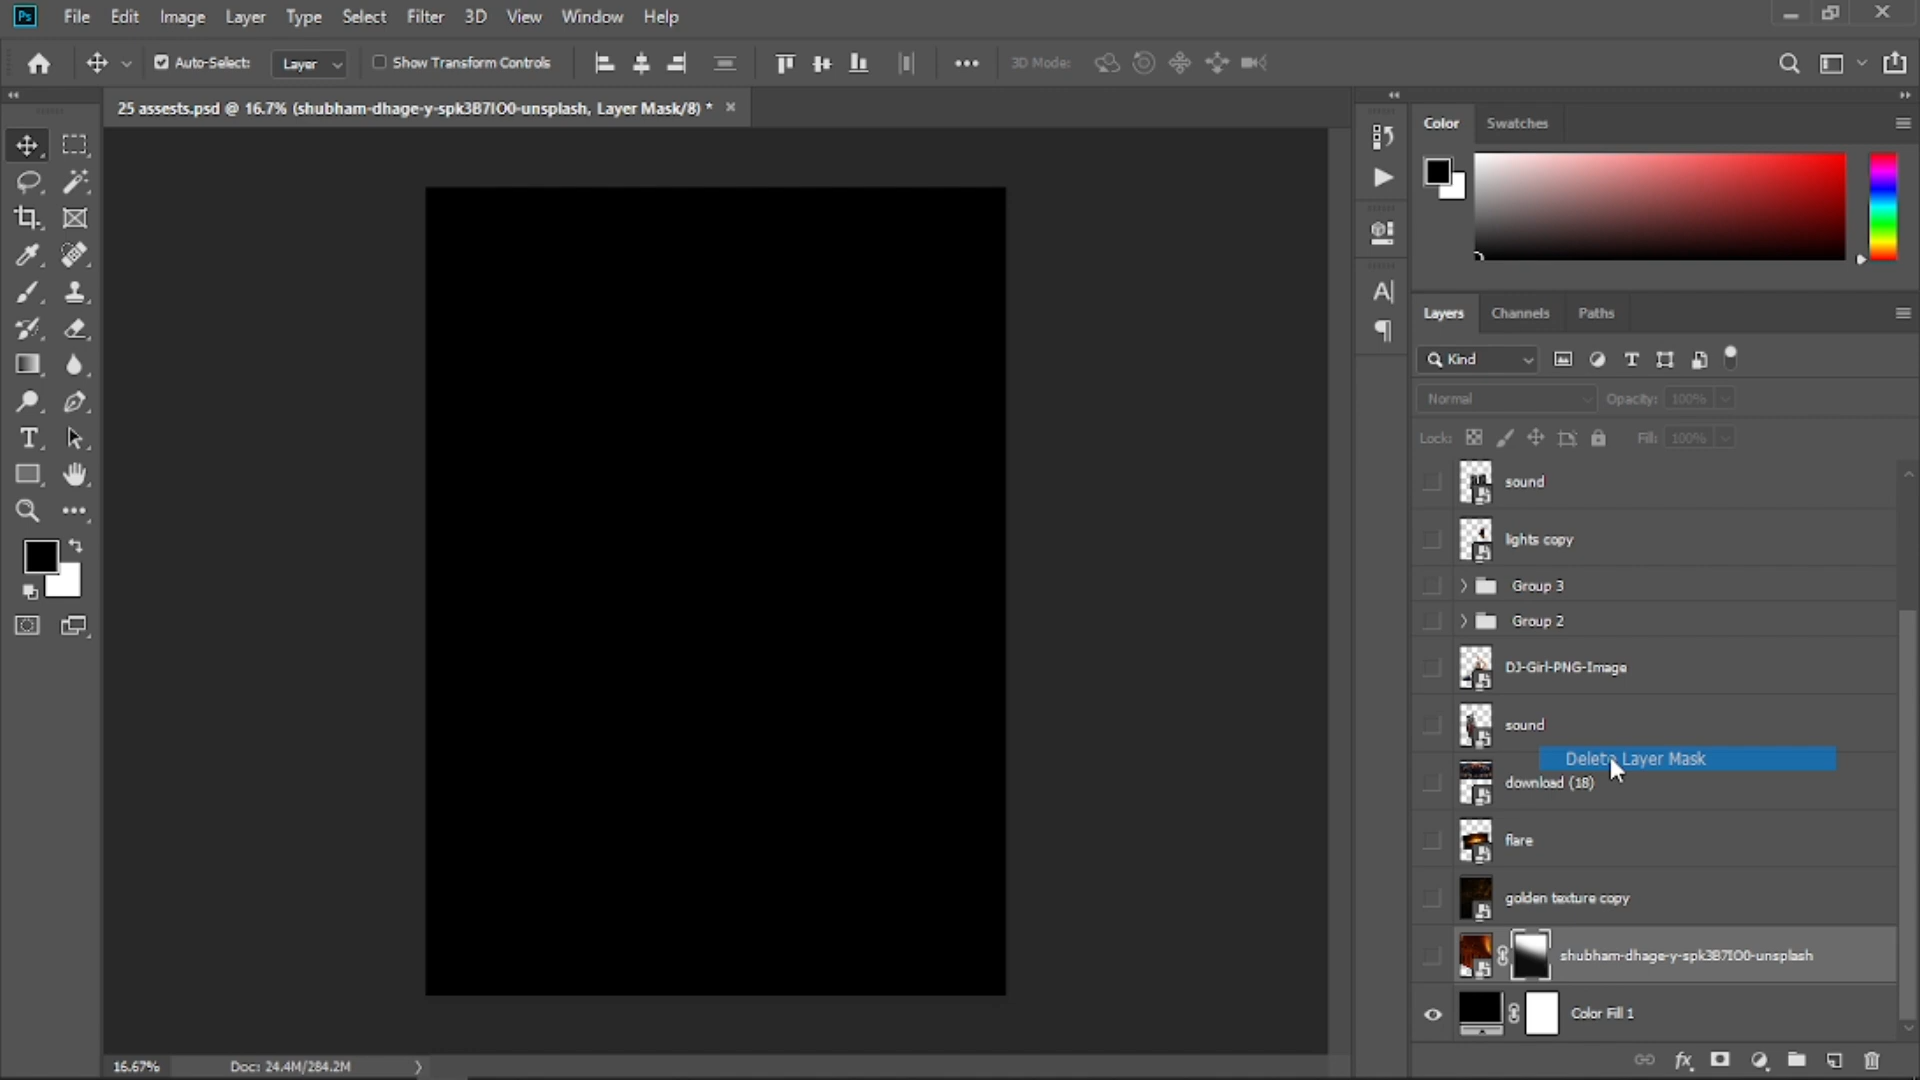 Ps File Edit Image Layer Type Select Filter 3D View Window Help
Auto-Select: Layer Show Transform Controls 3D Mode:
25 assests.psd @ 16.7% (shubham-dhage-y-spk3B7IO0-unsplash, Layer Mask/8) *
Color Swatches
Layers Channels Paths
Kind
Normal Opacity: 100%
Lock: Fill: 100%
sound
lights copy
Group 3
Group 2
DJ-Girl-PNG-Image
sound
Delete Layer Mask
download (18)
flare
golden texture copy
shubham-dhage-y-spk3B7IO0-unsplash
Color Fill 1
16.67% Doc: 24.4M/284.2M